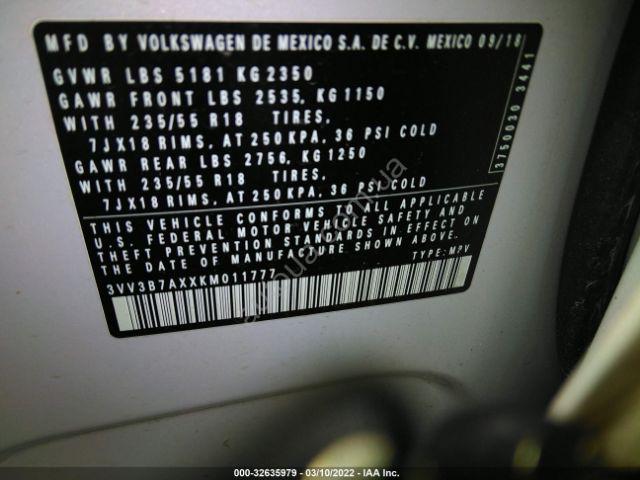 MFD BY VOLKSWAGEN DE MEXICO S.A. DE C.V. MEXICO 09/18
GVWR LBS 5181 KG 2350
GAWR FRONT LBS 2535, KG 1150
WITH 235/55 R18 TIRES,
7JX18 RIMS, AT 250 KPA, 36 PSI COLD
GAWR REAR LBS 2756, KG 1250
WITH 235/55 R18 TIRES,
7JX18 RIMS, AT 250 KPA, 36 PSI COLD
THIS VEHICLE CONFORMS TO ALL APPLICABLE
U.S. FEDERAL MOTOR VEHICLE SAFETY AND
THEFT PREVENTION STANDARDS IN EFFECT ON
DATE OF MANUFACTURE SHOWN ABOVE.
3VV3B7AXXKM011777 TYPE: MPV
3750030 3441
000-32635979 - 03/10/2022 - IAA Inc.